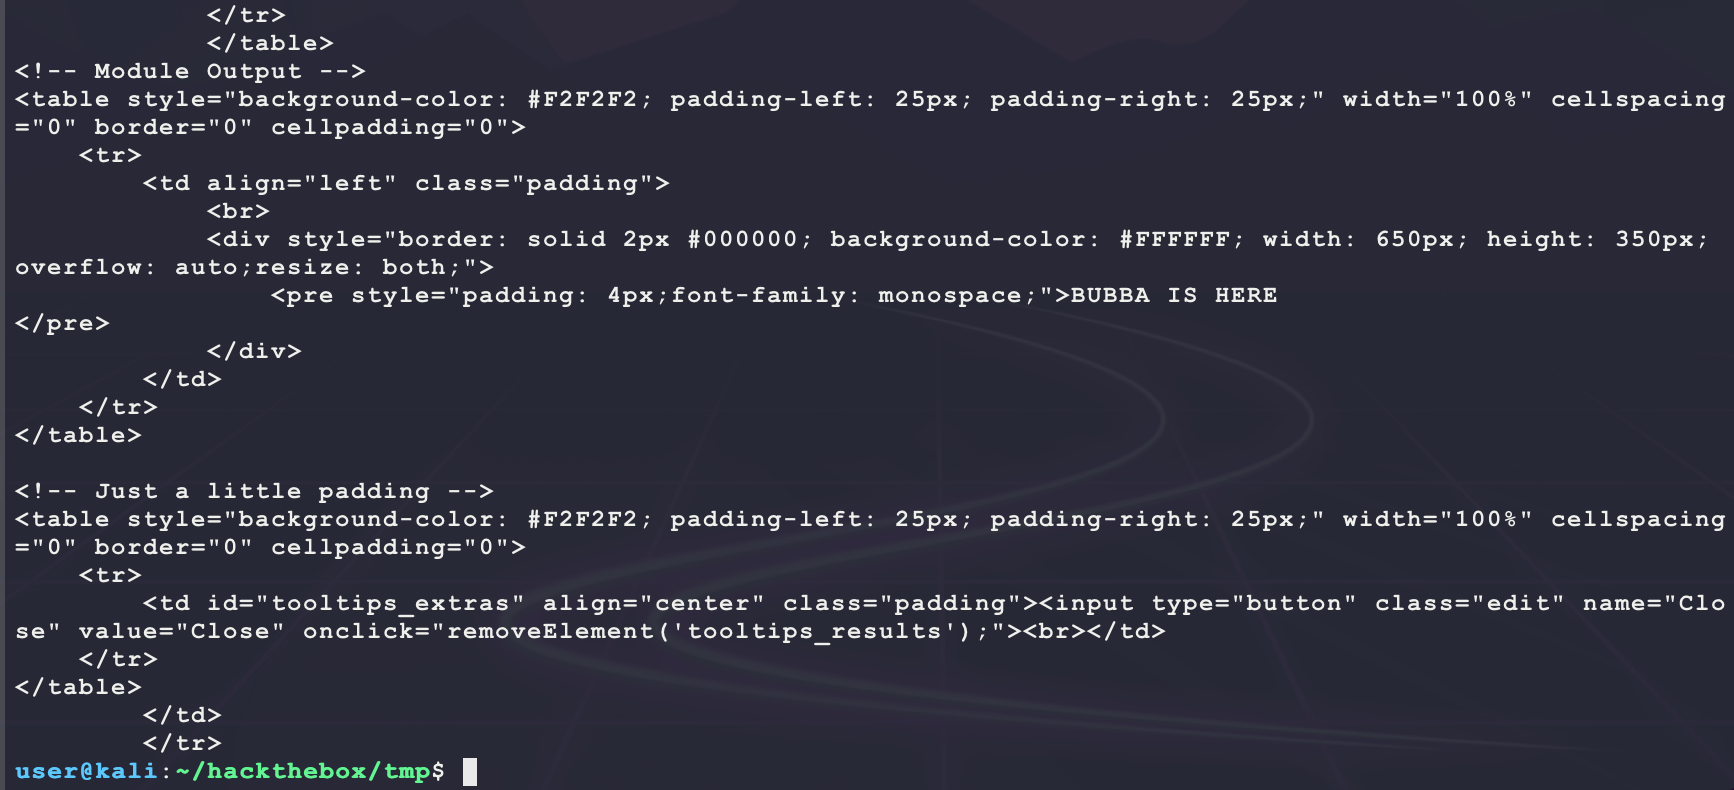 </tr>
            </table>
<!-- Module Output -->
<table style="background-color: #F2F2F2; padding-left: 25px; padding-right: 25px;" width="100%" cellspacing
="0" border="0" cellpadding="0">
    <tr>
        <td align="left" class="padding">
            <br>
            <div style="border: solid 2px #000000; background-color: #FFFFFF; width: 650px; height: 350px;
overflow: auto;resize: both;">
                <pre style="padding: 4px;font-family: monospace;">BUBBA IS HERE
</pre>
            </div>
        </td>
    </tr>
</table>

<!-- Just a little padding -->
<table style="background-color: #F2F2F2; padding-left: 25px; padding-right: 25px;" width="100%" cellspacing
="0" border="0" cellpadding="0">
    <tr>
        <td id="tooltips_extras" align="center" class="padding"><input type="button" class="edit" name="Clo
se" value="Close" onclick="removeElement('tooltips_results');"><br></td>
    </tr>
</table>
        </td>
        </tr>
user@kali:~/hackthebox/tmp$